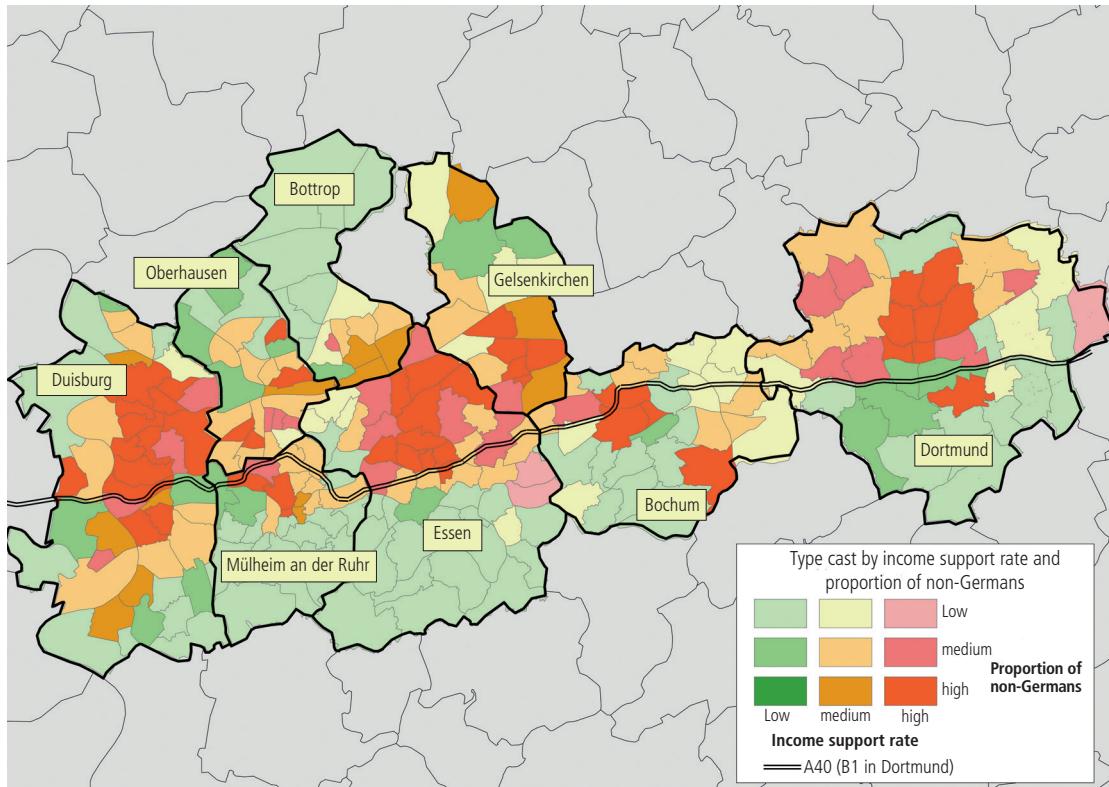 Bottrop
Oberhausen
Gelsenkirchen
Duisburg
Dortmund
Bochum
Essen
Mülheim an der Ruhr
Type cast by income support rate and
proportion of non-Germans
Low
medium
high
Proportion of
non-Germans
Low medium high
Income support rate
A40 (B1 in Dortmund)